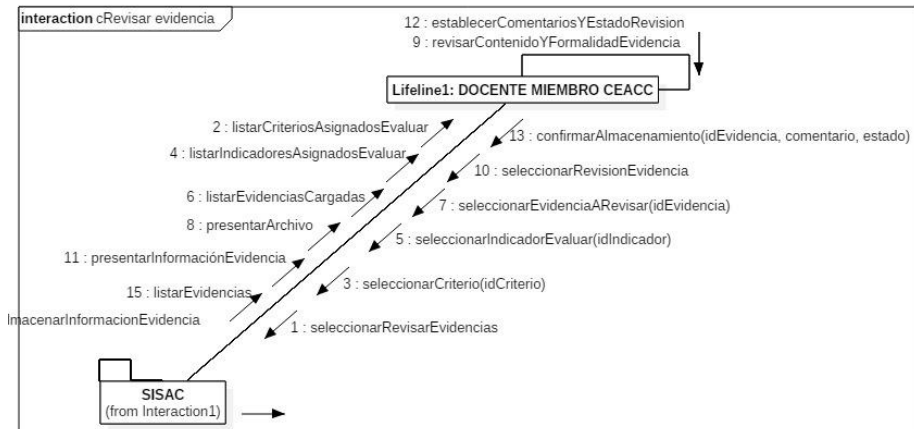 interaction cRevisar evidencia
12 : establecerComentariosYEstadoRevision
9 : revisarContenidoYFormalidadEvidencia
Lifeline1: DOCENTE MIEMBRO CEACC
2 : listarCriteriosAsignadosEvaluar
13 : confirmarAlmacenamiento(idEvidencia, comentario, estado)
4 : listarIndicadoresAsignadosEvaluar
10 : seleccionarRevisionEvidencia
6 : listarEvidenciasCargadas
7 : seleccionarEvidenciaARevisar(idEvidencia)
8 : presentarArchivo
5 : seleccionarIndicadorEvaluar(idIndicador)
11 : presentarInformaciónEvidencia
3 : seleccionarCriterio(idCriterio)
15 : listarEvidencias
lmacenarInformacionEvidencia
1 : seleccionarRevisarEvidencias
SISAC
(from Interaction1)